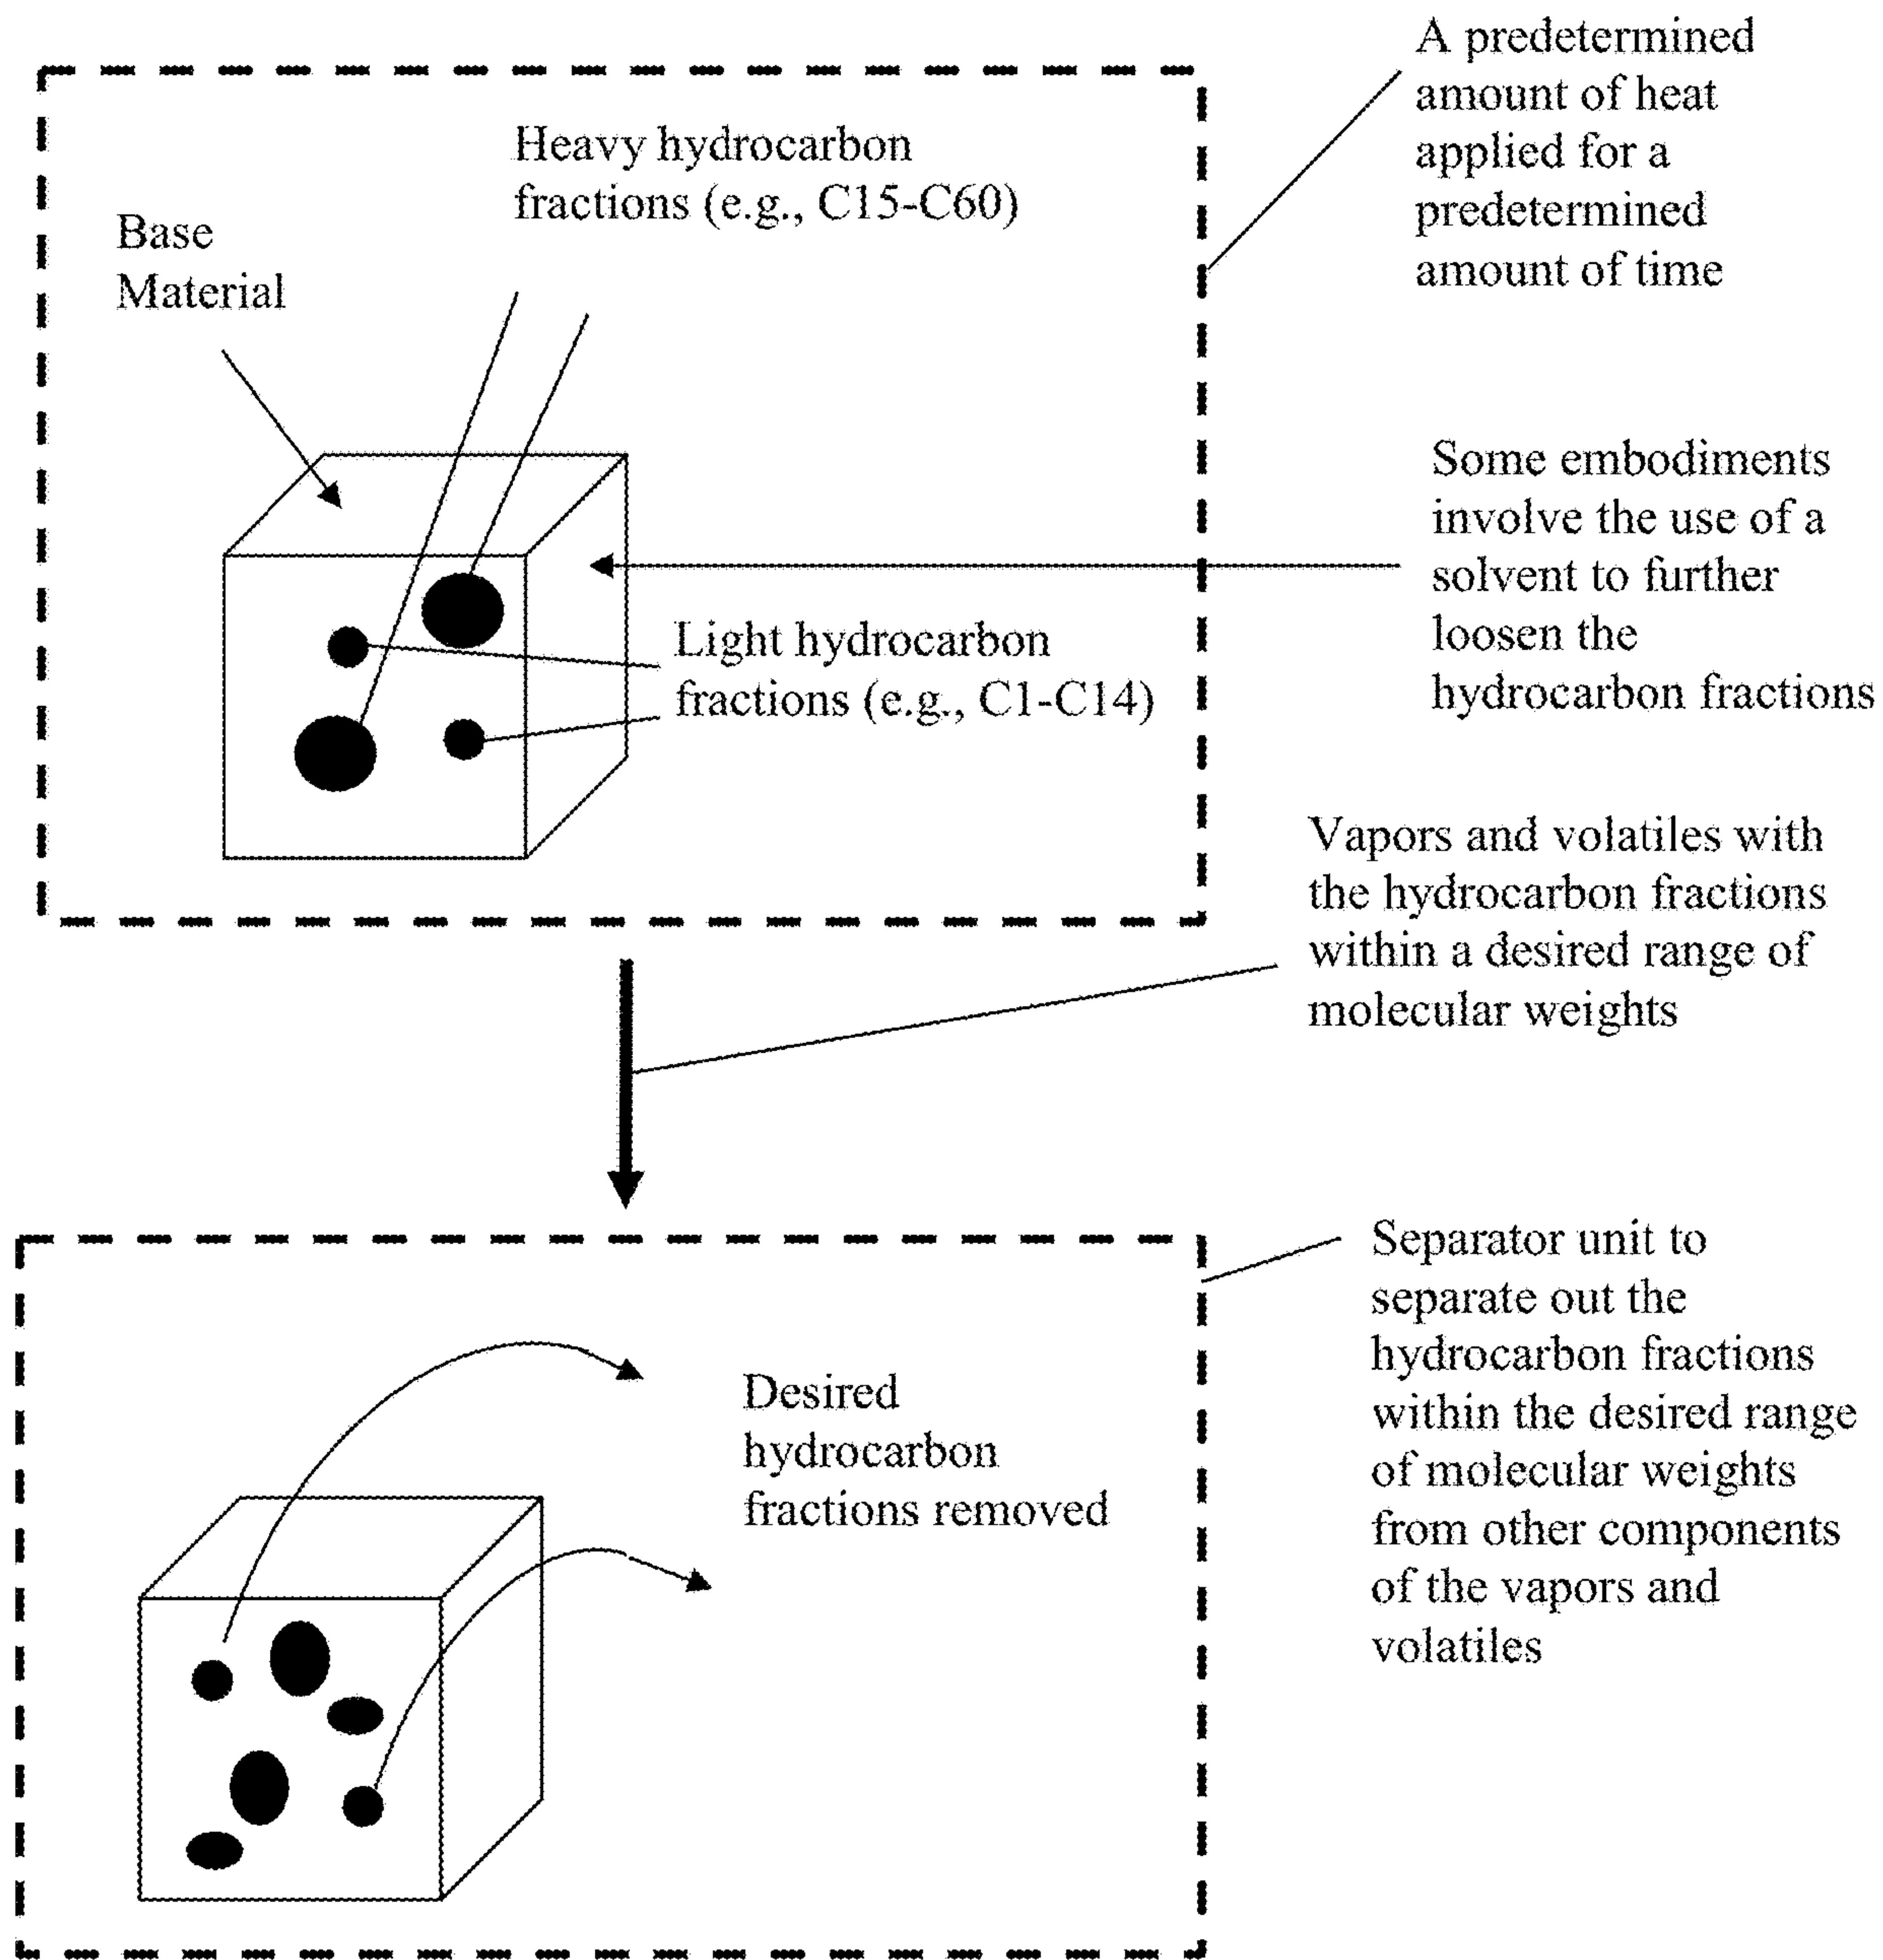 A predetermined
amount of heat
applied for a
predetermined
amount of time
Heavy hydrocarbon
fractions (e.g., C15-C60)
Base
Material
Some embodiments
involve the use of a
solvent to further
loosen the
hydrocarbon fractions
Light hydrocarbon
fractions (e.g., C1-C14)
Vapors and volatiles with
the hydrocarbon fractions
within a desired range of
molecular weights
Separator unit to
separate out the
hydrocarbon fractions
within the desired range
of molecular weights
from other components
of the vapors and
volatiles
Desired
hydrocarbon
fractions removed